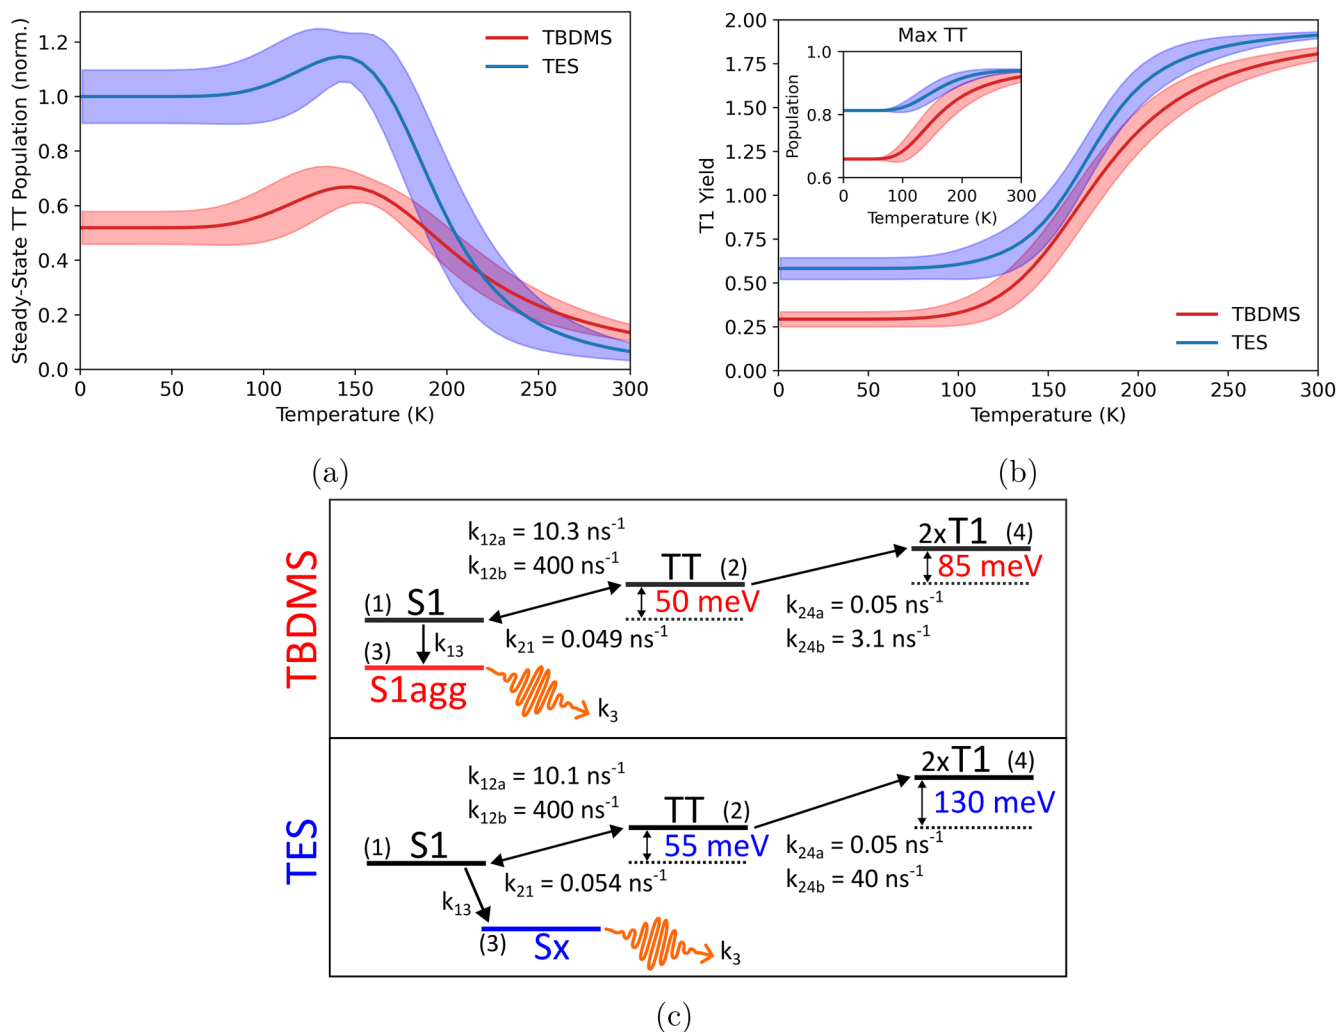 Steady-State TT Population (norm.)
1.2
1.0
0.8
0.6
0.4
0.2
0.0
TBDMS
TES
0 50 100 150 200 250 300
Temperature (K)
(a)
T1 Yield
2.00
1.75
1.50
1.25
1.00
0.75
0.50
0.25
0.00
Max TT
Population
1.0
0.8
0.6
0 100 200 300
Temperature (K)
TBDMS
TES
0 50 100 150 200 250 300
Temperature (K)
(b)
TBDMS
k12a = 10.3 ns-1
k12b = 400 ns-1
(1) S1
TT (2)
2xT1 (4)
50 meV
85 meV
k21 = 0.049 ns-1
k24a = 0.05 ns-1
k24b = 3.1 ns-1
k13
(3)
S1agg
k3
TES
k12a = 10.1 ns-1
k12b = 400 ns-1
(1) S1
TT (2)
2xT1 (4)
55 meV
130 meV
k21 = 0.054 ns-1
k24a = 0.05 ns-1
k24b = 40 ns-1
k13
(3) Sx
k3
(c)